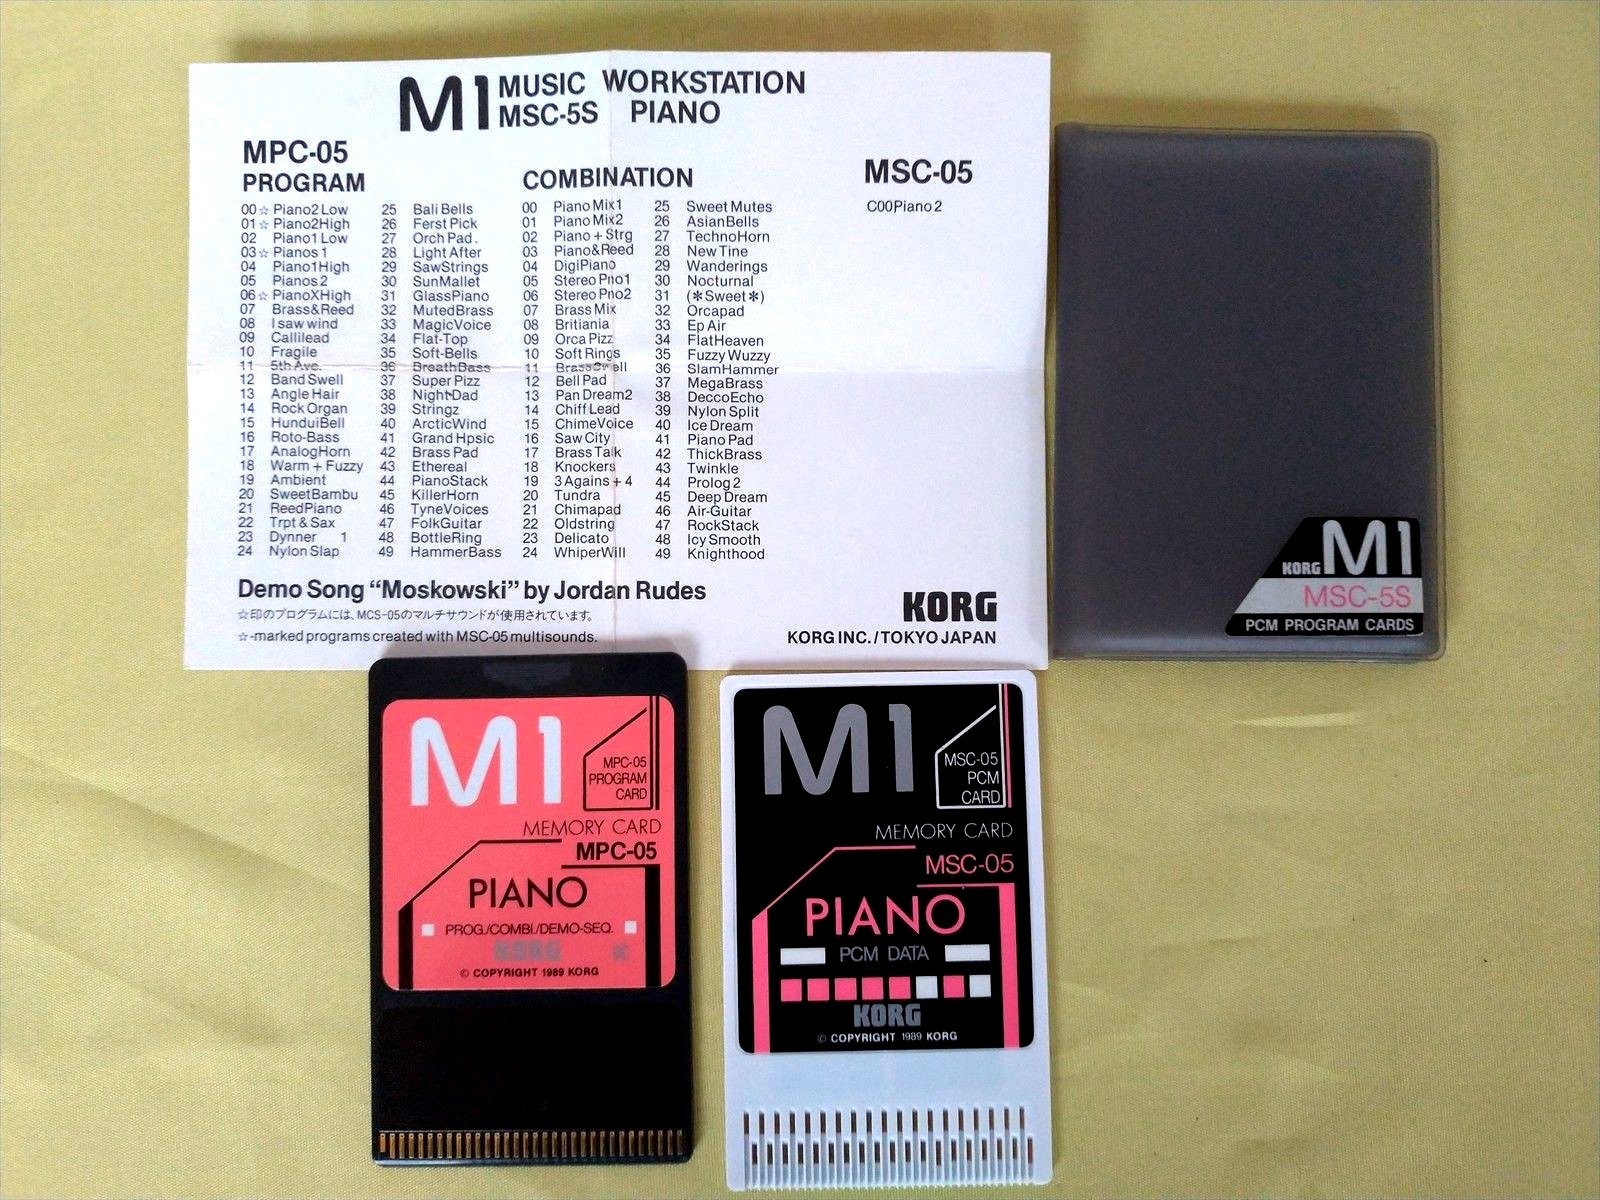 M1 MUSIC WORKSTATION
MSC-5S PIANO
MPC-05
PROGRAM
00☆ Piano2 Low
01☆ Piano2High
02 Piano1 Low
03☆ Pianos 1
04 Piano1High
05 Pianos 2
06☆ PianoXHigh
07 Brass&Reed
08 I saw wind
09 Callilead
10 Fragile
11 5th Ave.
12 Band Swell
13 Angle Hair
14 Rock Organ
15 HunduiBell
16 Roto-Bass
17 AnalogHorn
18 Warm + Fuzzy
19 Ambient
20 SweetBambu
21 ReedPiano
22 Trpt & Sax
23 Dynner 1
24 Nylon Slap
25 Bali Bells
26 Ferst Pick
27 Orch Pad.
28 Light After
29 SawStrings
30 SunMallet
31 GlassPiano
32 MutedBrass
33 MagicVoice
34 Flat-Top
35 Soft-Bells
36 BreathBass
37 Super Pizz
38 Night Dad
39 Stringz
40 ArcticWind
41 Grand Hpsic
42 Brass Pad
43 Ethereal
44 PianoStack
45 KillerHorn
46 TyneVoices
47 FolkGuitar
48 BottleRing
49 HammerBass
COMBINATION
00 Piano Mix1
01 Piano Mix2
02 Piano + Strg
03 Piano&Reed
04 DigiPiano
05 Stereo Pno1
06 Stereo Pno2
07 Brass Mix
08 Britiania
09 Orca Pizz
10 Soft Rings
11 BrassSwell
12 Bell Pad
13 Pan Dream2
14 Chiff Lead
15 ChimeVoice
16 Saw City
17 Brass Talk
18 Knockers
19 3 Agains + 4
20 Tundra
21 Chimapad
22 Oldstring
23 Delicato
24 WhiperWill
25 Sweet Mutes
26 AsianBells
27 TechnoHorn
28 New Tine
29 Wanderings
30 Nocturnal
31 (✻Sweet✻)
32 Orcapad
33 Ep Air
34 FlatHeaven
35 Fuzzy Wuzzy
36 SlamHammer
37 MegaBrass
38 DeccoEcho
39 Nylon Split
40 Ice Dream
41 Piano Pad
42 ThickBrass
43 Twinkle
44 Prolog 2
45 Deep Dream
46 Air-Guitar
47 RockStack
48 Icy Smooth
49 Knighthood
MSC-05
C00 Piano 2
Demo Song “Moskowski” by Jordan Rudes
☆印のプログラムには、MCS-05のマルチサウンドが使用されています。
☆-marked programs created with MSC-05 multisounds.
KORG
KORG INC. / TOKYO JAPAN
KORG M1
MSC-5S
PCM PROGRAM CARDS
M1
MPC-05
PROGRAM
CARD
MEMORY CARD
MPC-05
PIANO
PROG./COMBI./DEMO-SEQ.
KORG
© COPYRIGHT 1989 KORG
M1
MSC-05
PCM
CARD
MEMORY CARD
MSC-05
PIANO
PCM DATA
KORG
© COPYRIGHT 1989 KORG